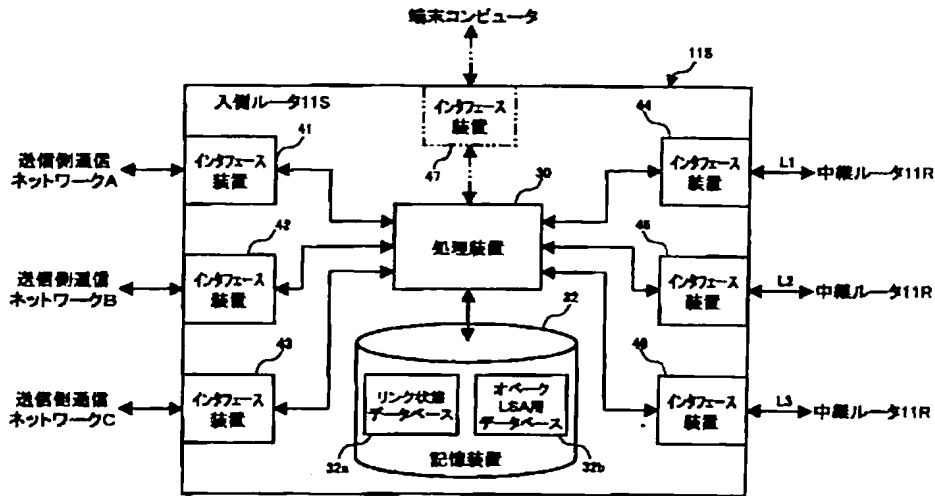 端末コンピュータ
11S
入側ルータ11S
インタフェース
装置
47
41
インタフェース
装置
送信側通信
ネットワークA
42
インタフェース
装置
送信側通信
ネットワークB
43
インタフェース
装置
送信側通信
ネットワークC
30
処理装置
32
リンク状態
データベース
32a
オペーク
LSA用
データベース
32b
記憶装置
44
インタフェース
装置
L1
中継ルータ11R
45
インタフェース
装置
L2
中継ルータ11R
46
インタフェース
装置
L3
中継ルータ11R